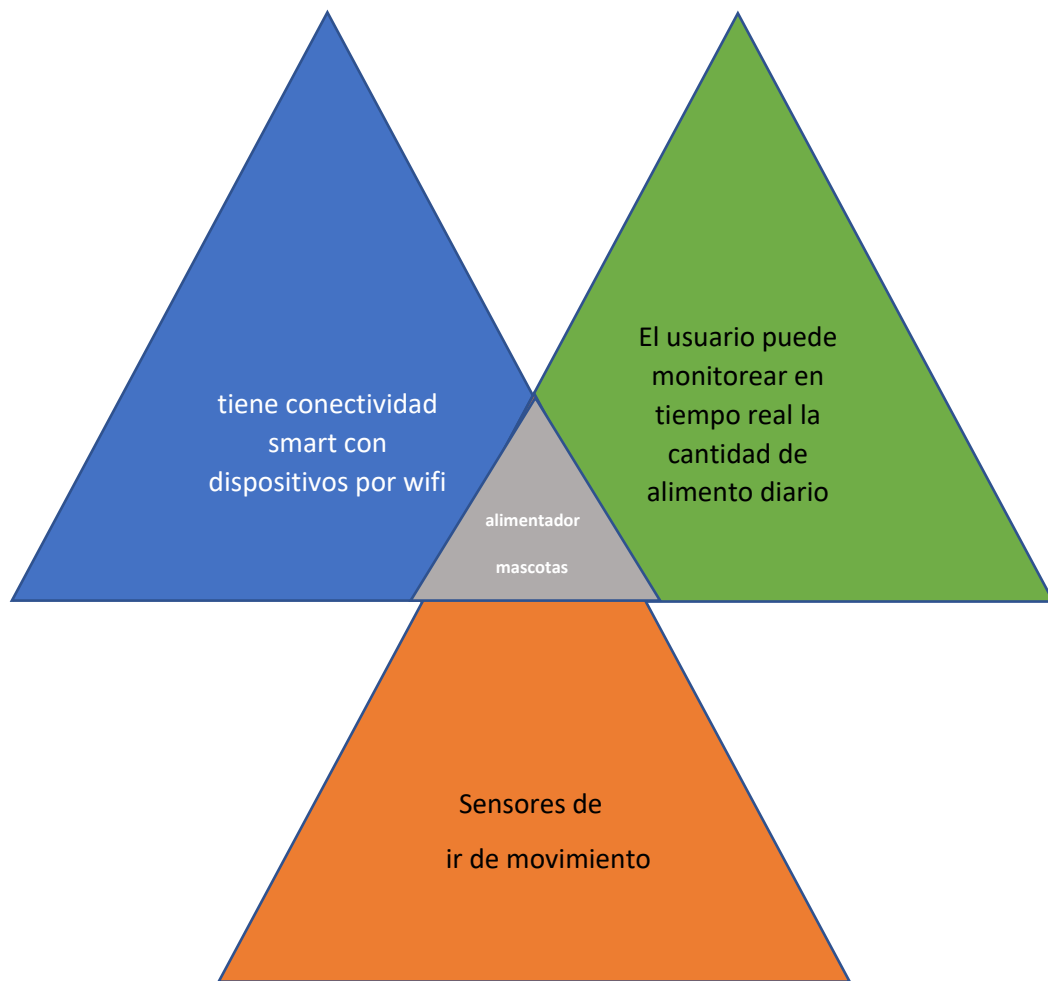 tiene conectividad
smart con
dispositivos por wifi
El usuario puede
monitorear en
tiempo real la
cantidad de
alimento diario
alimentador
mascotas
Sensores de
ir de movimiento